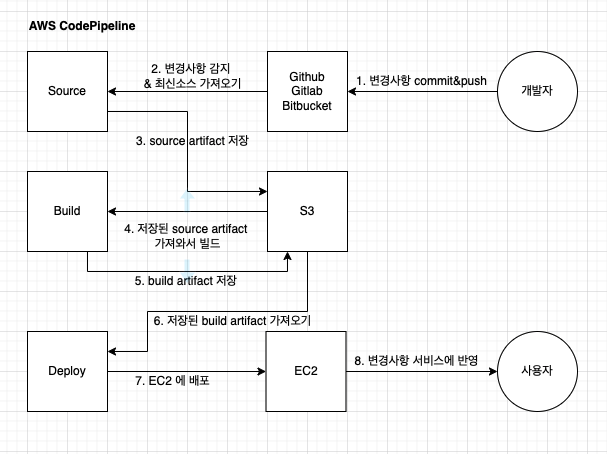 AWS CodePipeline
Source
2. 변경사항 감지
& 최신소스 가져오기
Github
Gitlab
Bitbucket
1. 변경사항 commit&push
개발자
3. source artifact 저장
Build
4. 저장된 source artifact
가져와서 빌드
S3
5. build artifact 저장
6. 저장된 build artifact 가져오기
Deploy
7. EC2 에 배포
EC2
8. 변경사항 서비스에 반영
사용자